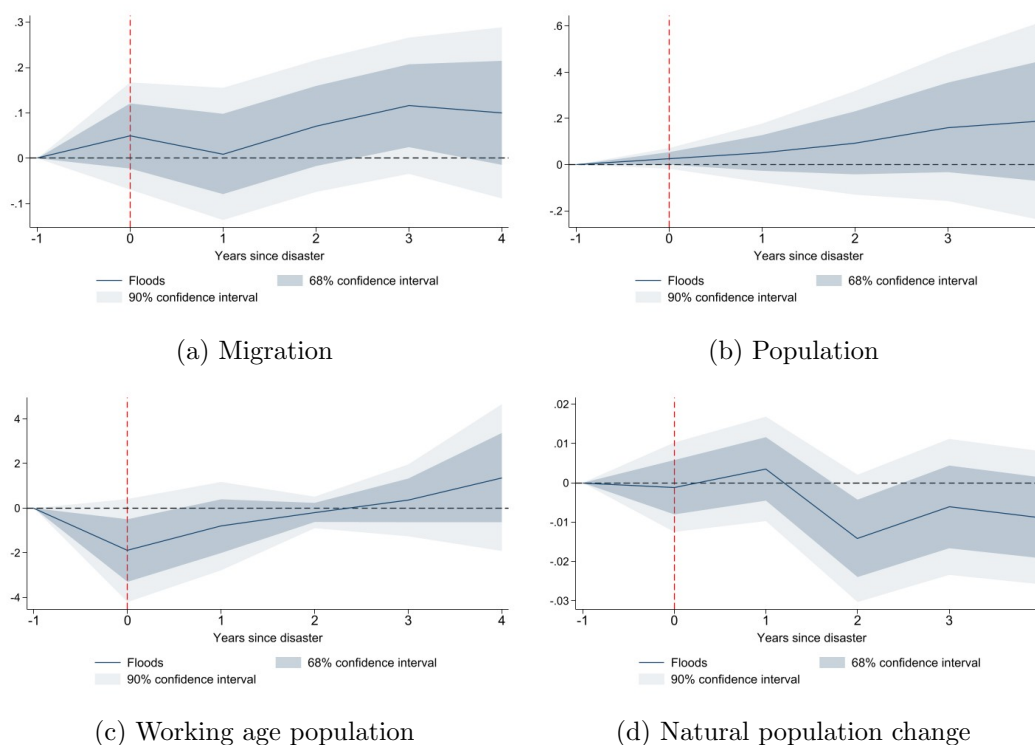 .3
.2
.1
0
-.1
-1 0 1 2 3 4
Years since disaster
Floods 68% confidence interval
90% confidence interval
(a) Migration
.6
.4
.2
0
-.2
-1 0 1 2 3
Years since disaster
Floods 68% confidence interval
90% confidence interval
(b) Population
4
2
0
-2
-4
-1 0 1 2 3 4
Years since disaster
Floods 68% confidence interval
90% confidence interval
(c) Working age population
.02
.01
0
-.01
-.02
-.03
-1 0 1 2 3
Years since disaster
Floods 68% confidence interval
90% confidence interval
(d) Natural population change